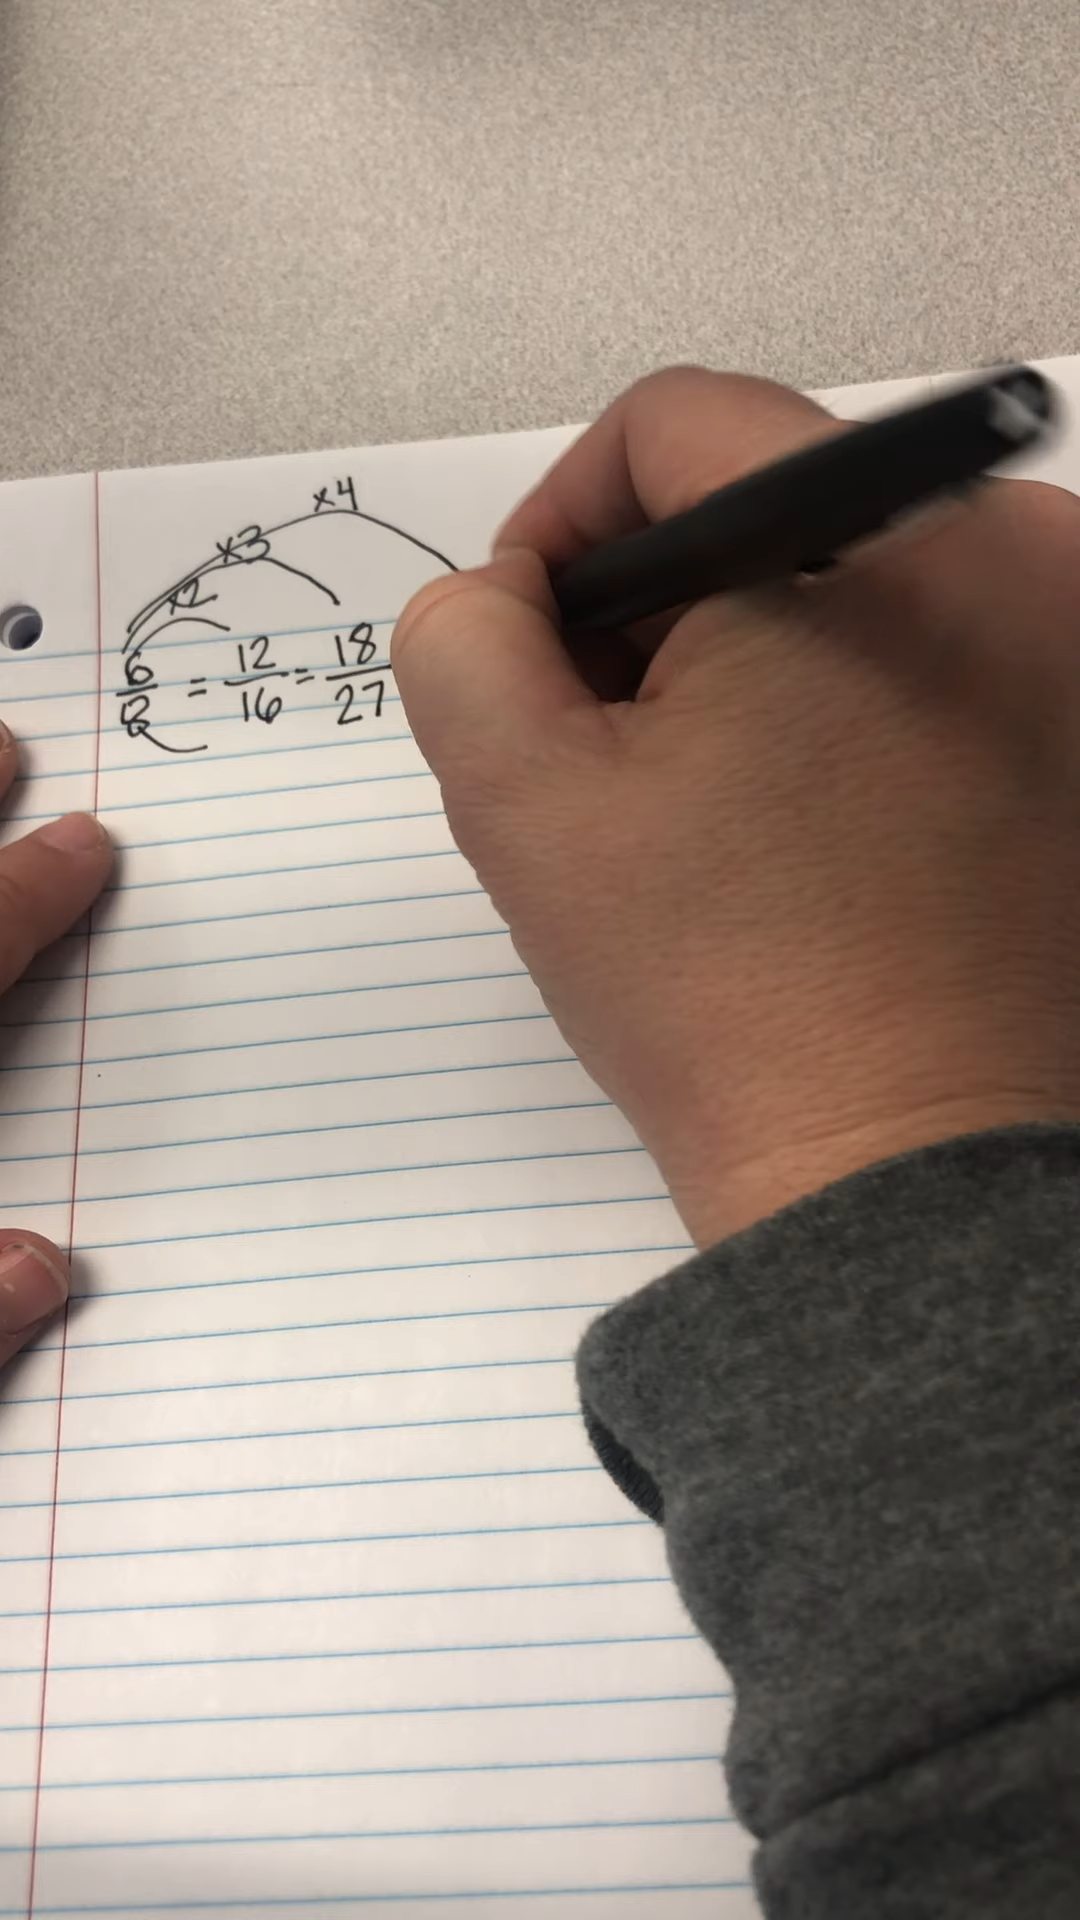 ×4
×3
×2
6/8 = 12/16 = 18/27